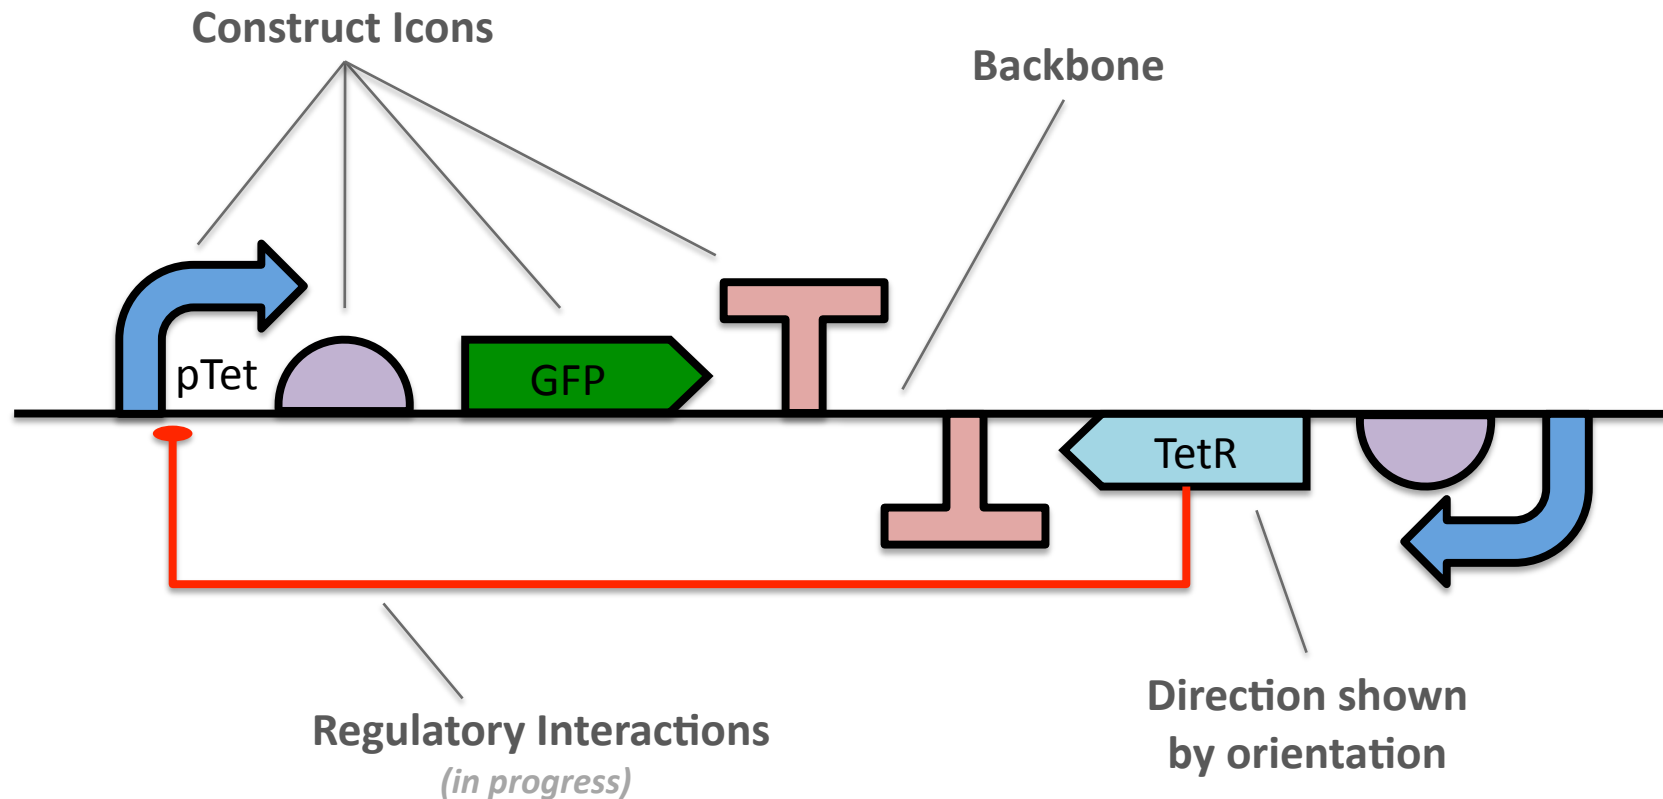 Construct Icons
Backbone
pTet
GFP
TetR
Regulatory Interactions
(in progress)
Direction shown
by orientation